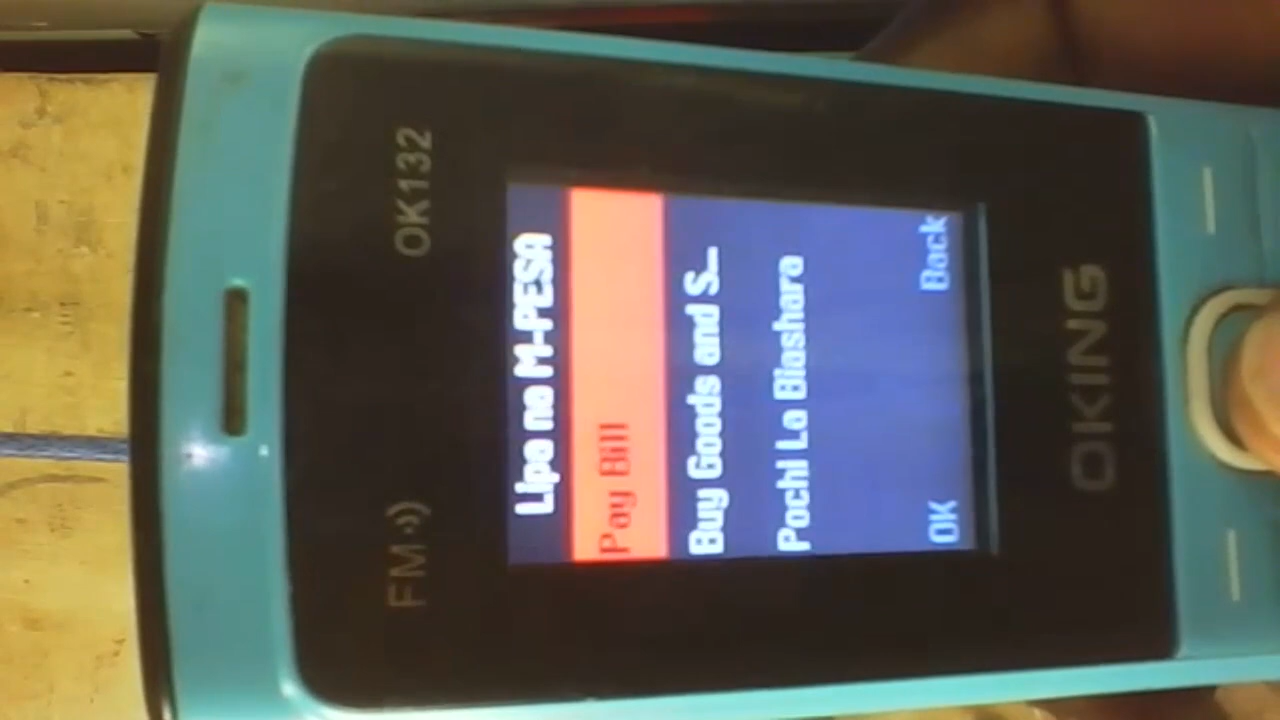 FM OK132
Lipa na M-PESA
Pay Bill
Buy Goods and S...
Pochi La Biashara
OK Back
OKING